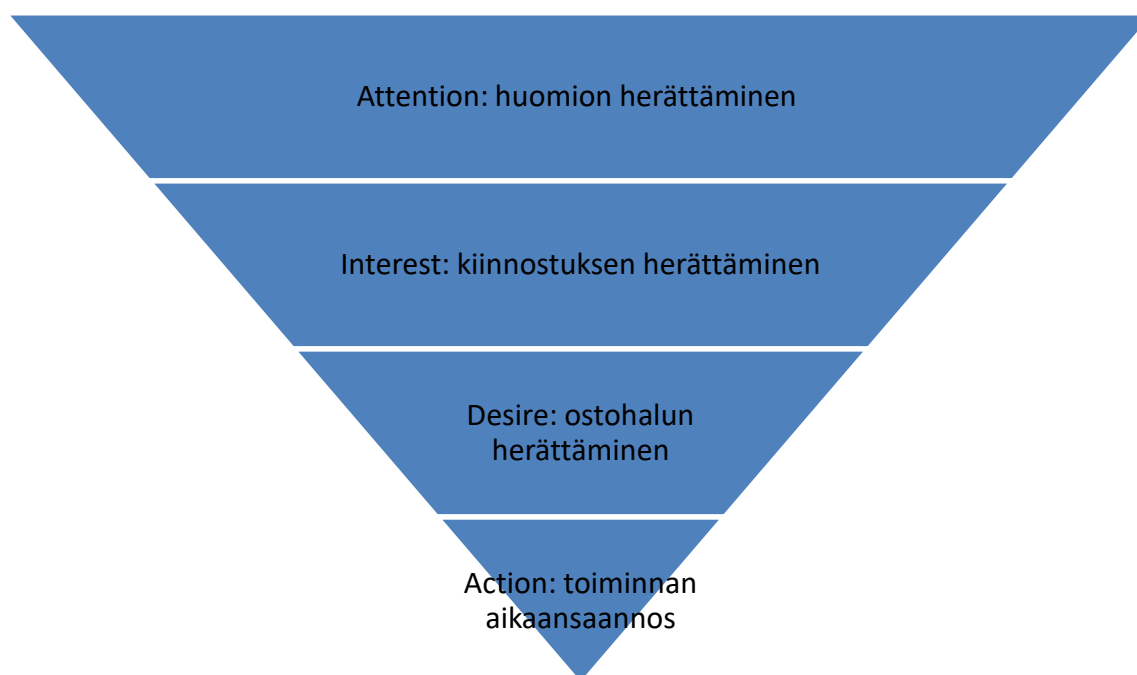 Attention: huomion herättäminen
Interest: kiinnostuksen herättäminen
Desire: ostohalun
herättäminen
Action: toiminnan
aikaansaannos